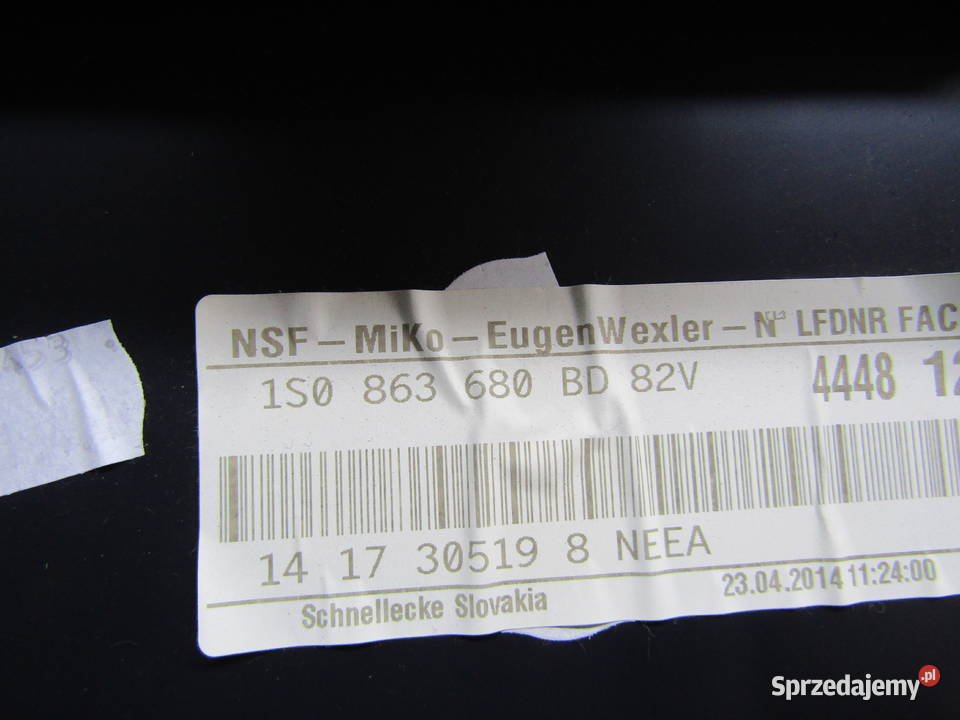 NSF-MiKo-EugenWexler-N LFDNR FAC
1S0 863 680 BD 82V 4448 12
14 17 30519 8 NEEA
Schnellecke Slovakia 23.04.2014 11:24:00
Sprzedajemy.pl